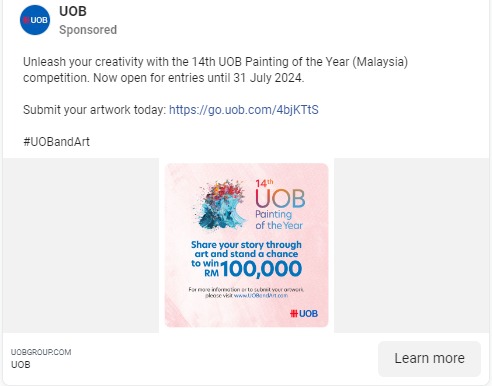 UOB
UOB
Sponsored
Unleash your creativity with the 14th UOB Painting of the Year (Malaysia)
competition. Now open for entries until 31 July 2024.
Submit your artwork today: https://go.uob.com/4bjKTtS
#UOBandArt
14th
UOB
Painting
of the Year
Share your story through
art and stand a chance
to win RM 100,000
For more information or to submit your artwork,
please visit www.UOBandArt.com
UOB
UOBGROUP.COM
UOB
Learn more